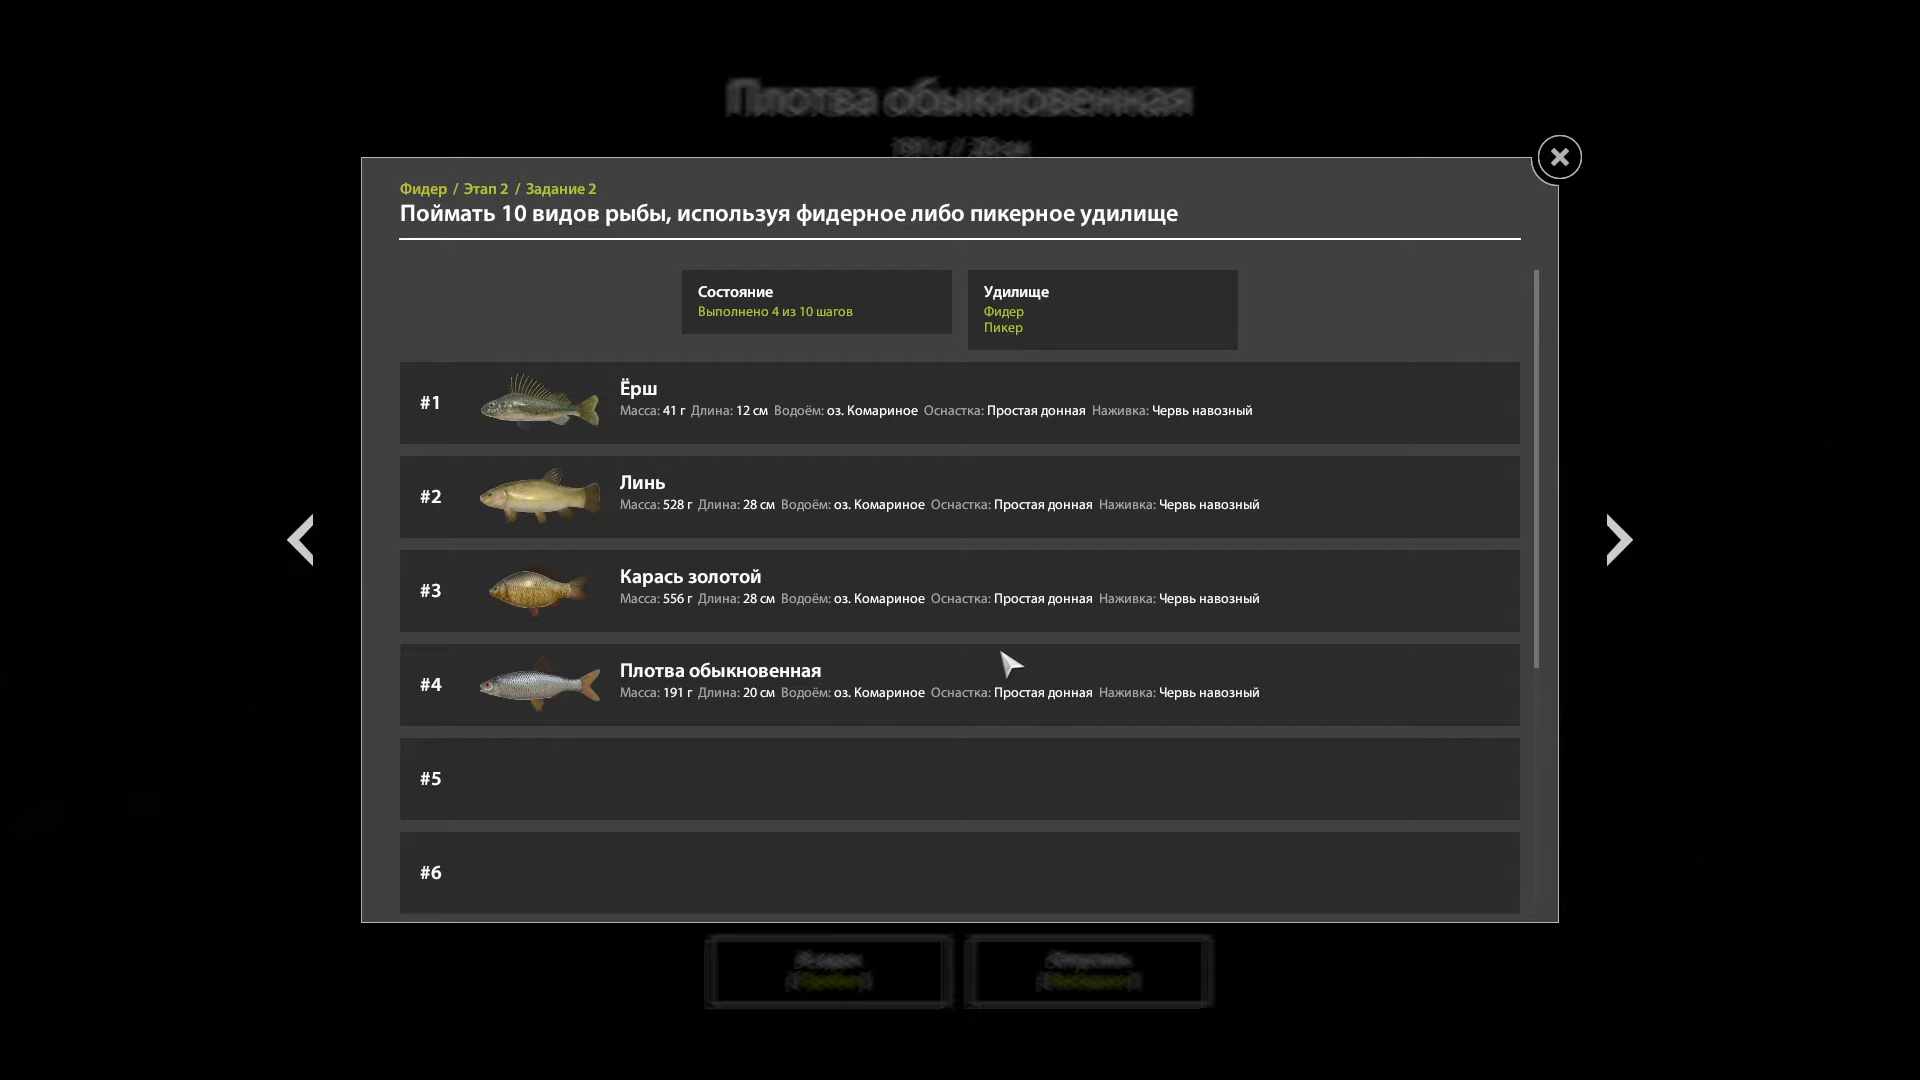 Плотва обыкновенная
Фидер / Этап 2 / Задание 2
Поймать 10 видов рыбы, используя фидерное либо пикерное удилище
Состояние
Выполнено 4 из 10 шагов
Удилище
Фидер
Пикер
#1
Ёрш
Масса: 41 г Длина: 12 см Водоём: оз. Комариное Оснастка: Простая донная Наживка: Червь навозный
#2
Линь
Масса: 528 г Длина: 28 см Водоём: оз. Комариное Оснастка: Простая донная Наживка: Червь навозный
#3
Карась золотой
Масса: 556 г Длина: 28 см Водоём: оз. Комариное Оснастка: Простая донная Наживка: Червь навозный
#4
Плотва обыкновенная
Масса: 191 г Длина: 20 см Водоём: оз. Комариное Оснастка: Простая донная Наживка: Червь навозный
#5
#6